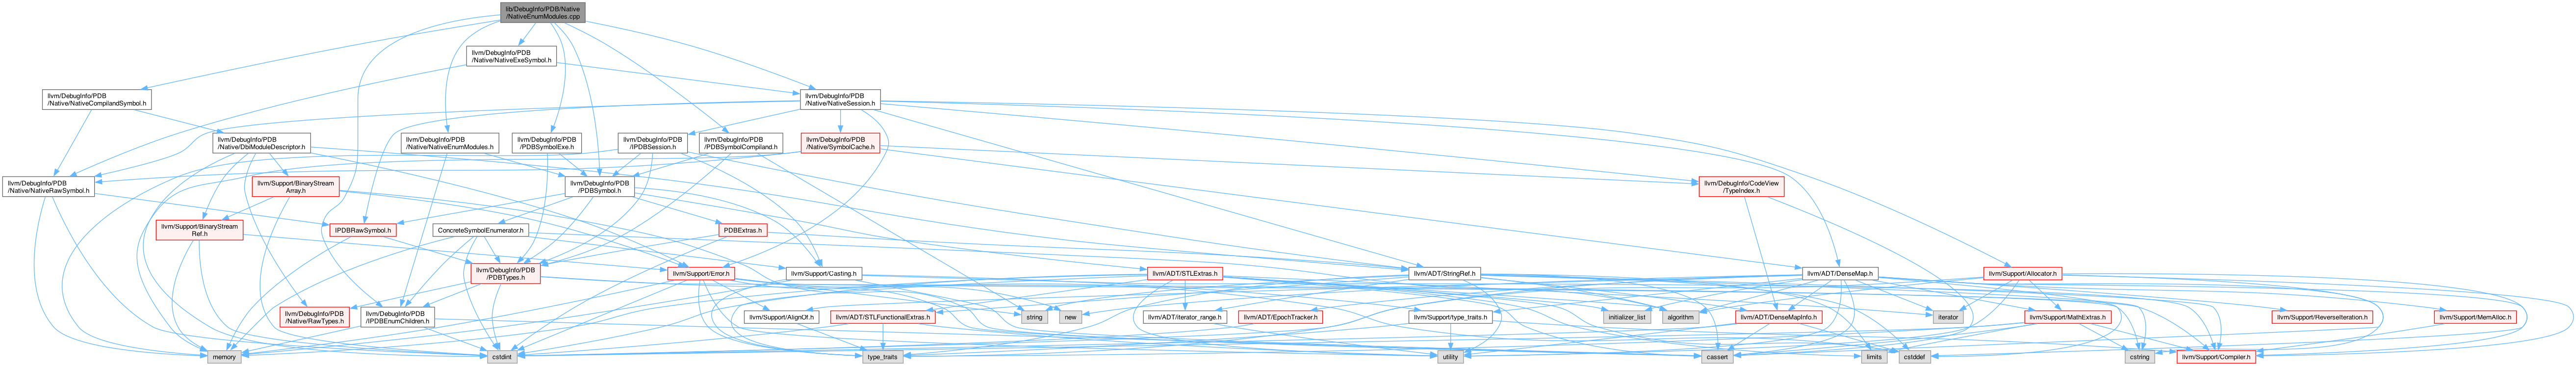 lib/DebugInfo/PDB/Native
/NativeEnumModules.cpp
llvm/DebugInfo/PDB
/Native/NativeExeSymbol.h
llvm/DebugInfo/PDB
/Native/NativeCompilandSymbol.h
llvm/DebugInfo/PDB
/Native/NativeSession.h
llvm/DebugInfo/PDB
/Native/DbiModuleDescriptor.h
llvm/DebugInfo/PDB
/Native/NativeEnumModules.h
llvm/DebugInfo/PDB
/PDBSymbolExe.h
llvm/DebugInfo/PDB
/IPDBSession.h
llvm/DebugInfo/PDB
/PDBSymbolCompiland.h
llvm/DebugInfo/PDB
/Native/SymbolCache.h
llvm/DebugInfo/PDB
/Native/NativeRawSymbol.h
llvm/Support/BinaryStream
Array.h
llvm/DebugInfo/PDB
/PDBSymbol.h
llvm/DebugInfo/CodeView
/TypeIndex.h
llvm/Support/BinaryStream
Ref.h
IPDBRawSymbol.h
ConcreteSymbolEnumerator.h
PDBExtras.h
llvm/DebugInfo/PDB
/PDBTypes.h
llvm/Support/Error.h
llvm/Support/Casting.h
llvm/ADT/STLExtras.h
llvm/ADT/StringRef.h
llvm/ADT/DenseMap.h
llvm/Support/Allocator.h
llvm/DebugInfo/PDB
/Native/RawTypes.h
llvm/DebugInfo/PDB
/IPDBEnumChildren.h
llvm/Support/AlignOf.h
llvm/ADT/STLFunctionalExtras.h
string
new
llvm/ADT/iterator_range.h
llvm/ADT/EpochTracker.h
llvm/Support/type_traits.h
initializer_list
algorithm
llvm/ADT/DenseMapInfo.h
iterator
llvm/Support/MathExtras.h
llvm/Support/ReverseIteration.h
llvm/Support/MemAlloc.h
memory
cstdint
type_traits
utility
cassert
limits
cstddef
cstring
llvm/Support/Compiler.h